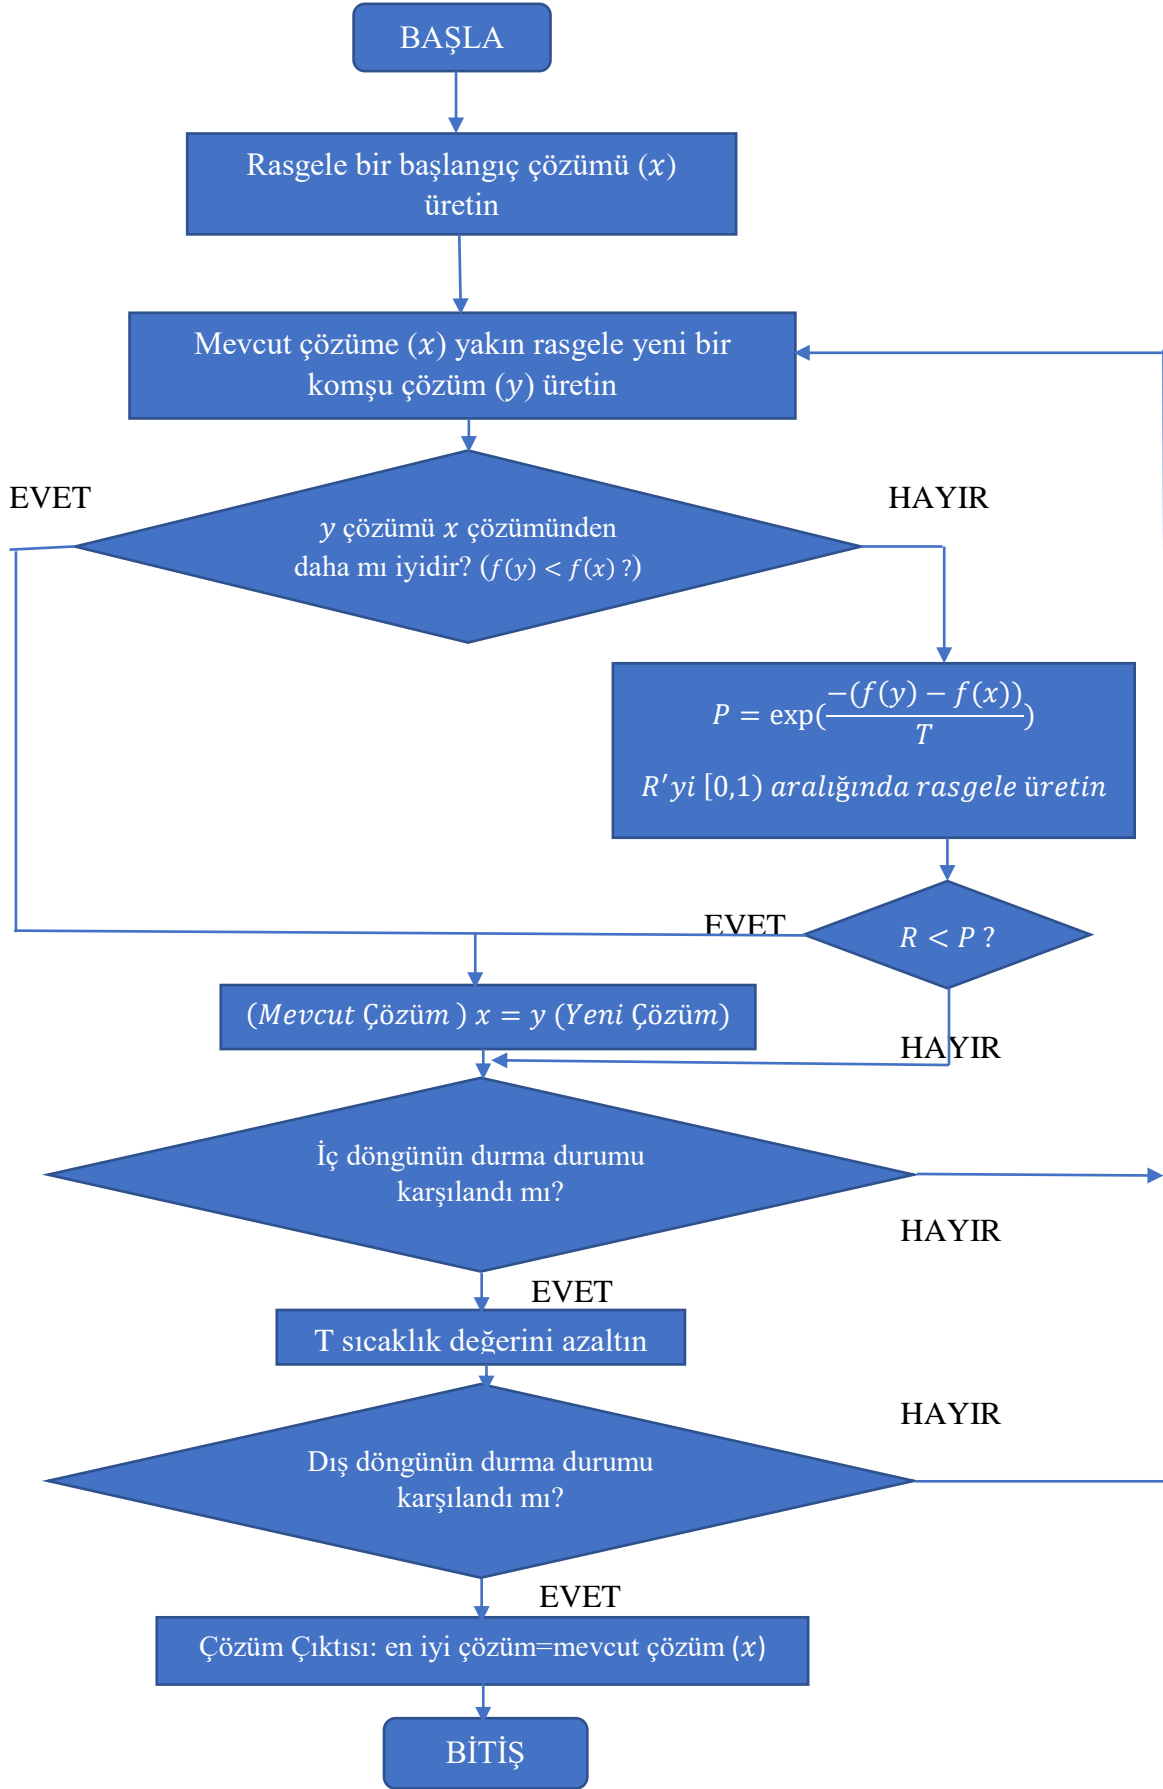 BAŞLA
Rasgele bir başlangıç çözümü (x)
üretin
Mevcut çözüme (x) yakın rasgele yeni bir
komşu çözüm (y) üretin
EVET
HAYIR
y çözümü x çözümünden
daha mı iyidir? (f(y) < f(x) ?)
P = exp(\frac{-(f(y) − f(x))}{T})
R′yi [0,1) aralığında rasgele üretin
EVET
R < P ?
(Mevcut Çözüm ) x = y (Yeni Çözüm)
HAYIR
İç döngünün durma durumu
karşılandı mı?
HAYIR
EVET
T sıcaklık değerini azaltın
HAYIR
Dış döngünün durma durumu
karşılandı mı?
EVET
Çözüm Çıktısı: en iyi çözüm=mevcut çözüm (x)
BİTİŞ